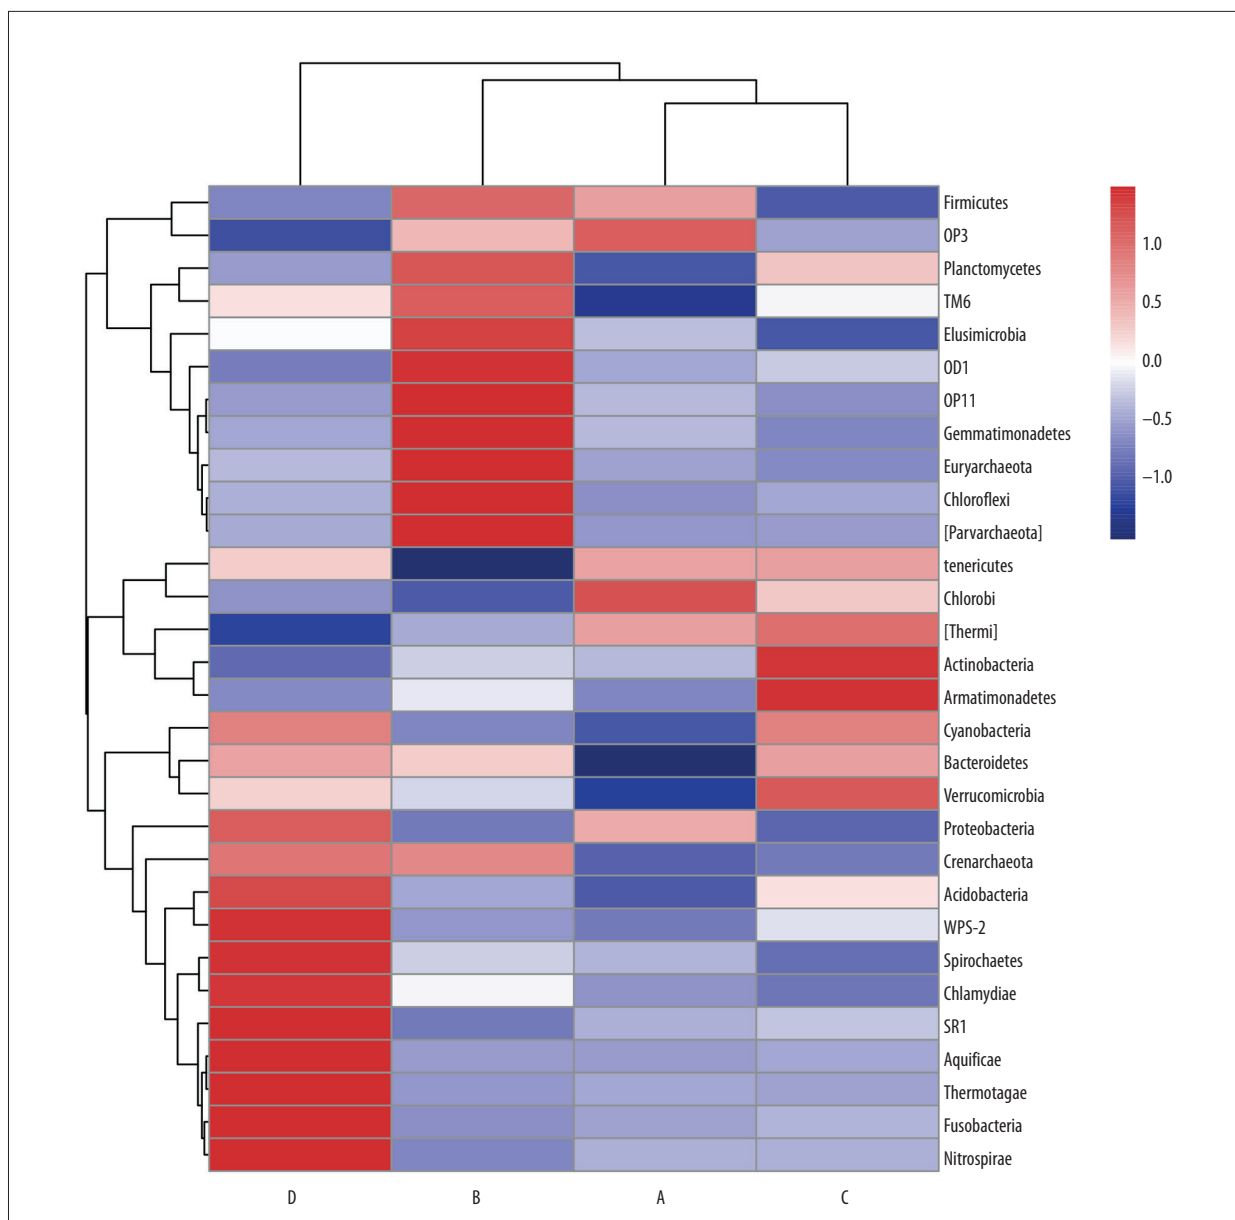 Firmicutes
OP3
Planctomycetes
TM6
Elusimicrobia
OD1
OP11
Gemmatimonadetes
Euryarchaeota
Chloroflexi
[Parvarchaeota]
tenericutes
Chlorobi
[Thermi]
Actinobacteria
Armatimonadetes
Cyanobacteria
Bacteroidetes
Verrucomicrobia
Proteobacteria
Crenarchaeota
Acidobacteria
WPS-2
Spirochaetes
Chlamydiae
SR1
Aquificae
Thermotagae
Fusobacteria
Nitrospirae
1.0
0.5
0.0
−0.5
−1.0
D B A C